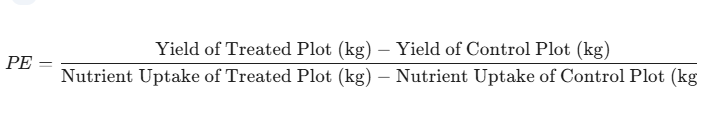 PE = Yield of Treated Plot (kg) − Yield of Control Plot (kg)
Nutrient Uptake of Treated Plot (kg) − Nutrient Uptake of Control Plot (kg